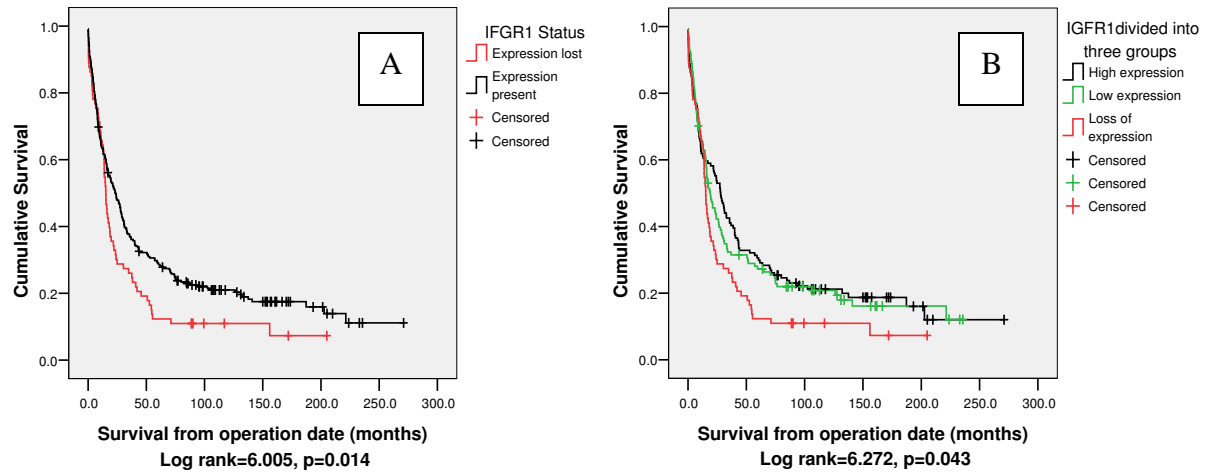 A
IFGR1 Status
Expression lost
Expression
present
Censored
Censored
Cumulative Survival
1.0
0.8
0.6
0.4
0.2
0.0
0.0 50.0 100.0 150.0 200.0 250.0 300.0
Survival from operation date (months)
Log rank=6.005, p=0.014
B
IGFR1divided into
three groups
High expression
Low expression
Loss of
expression
Censored
Censored
Censored
Cumulative Survival
1.0
0.8
0.6
0.4
0.2
0.0
0.0 50.0 100.0 150.0 200.0 250.0 300.0
Survival from operation date (months)
Log rank=6.272, p=0.043